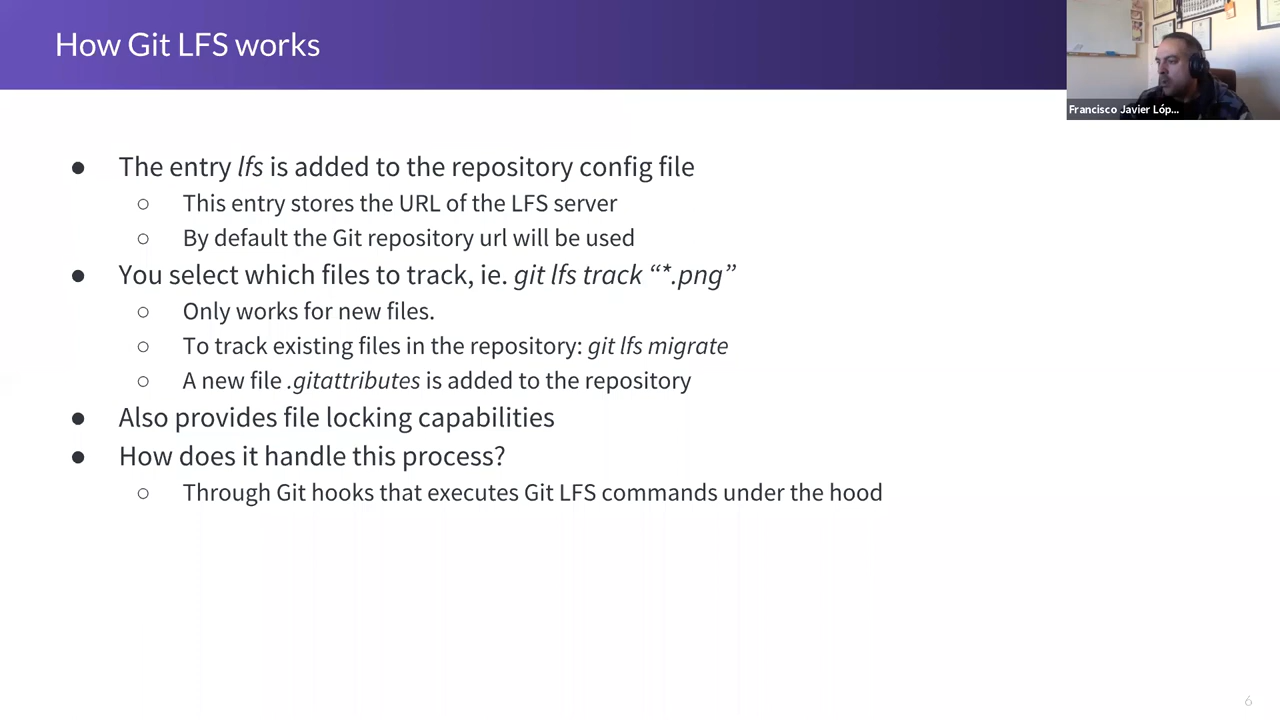 How Git LFS works
Francisco Javier Lóp...
● The entry lfs is added to the repository config file
○ This entry stores the URL of the LFS server
○ By default the Git repository url will be used
● You select which files to track, ie. git lfs track “*.png”
○ Only works for new files.
○ To track existing files in the repository: git lfs migrate
○ A new file .gitattributes is added to the repository
● Also provides file locking capabilities
● How does it handle this process?
○ Through Git hooks that executes Git LFS commands under the hood
6